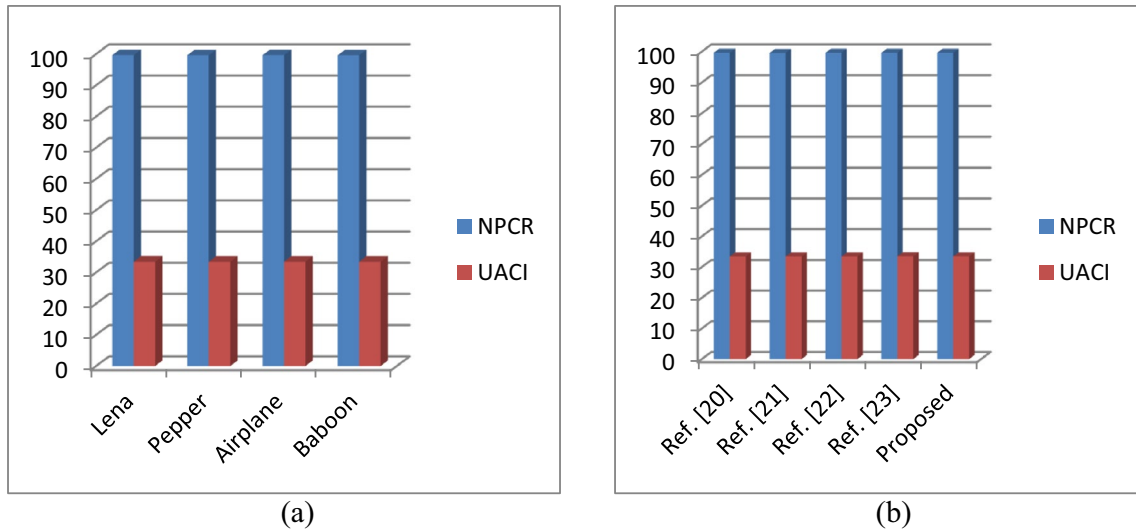 100
90
80
70
60
50
40
30
20
10
0
Lena
Pepper
Airplane
Baboon
NPCR
UACI
(a)
100
90
80
70
60
50
40
30
20
10
0
Ref. [20]
Ref. [21]
Ref. [22]
Ref. [23]
Proposed
NPCR
UACI
(b)